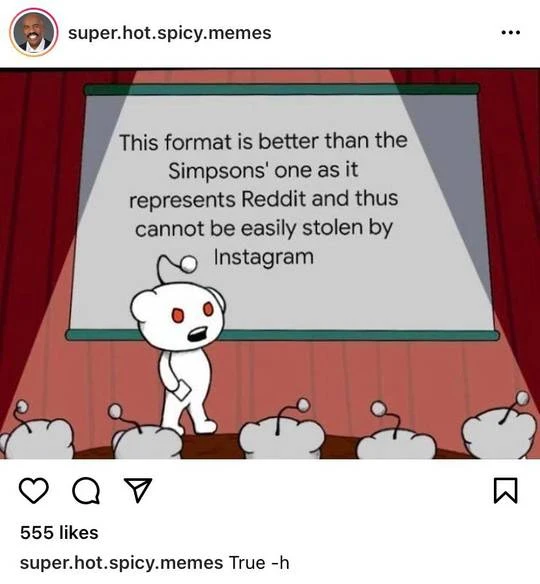 super.hot.spicy.memes
This format is better than the
Simpsons' one as it
represents Reddit and thus
cannot be easily stolen by
Instagram
555 likes
super.hot.spicy.memes True -h